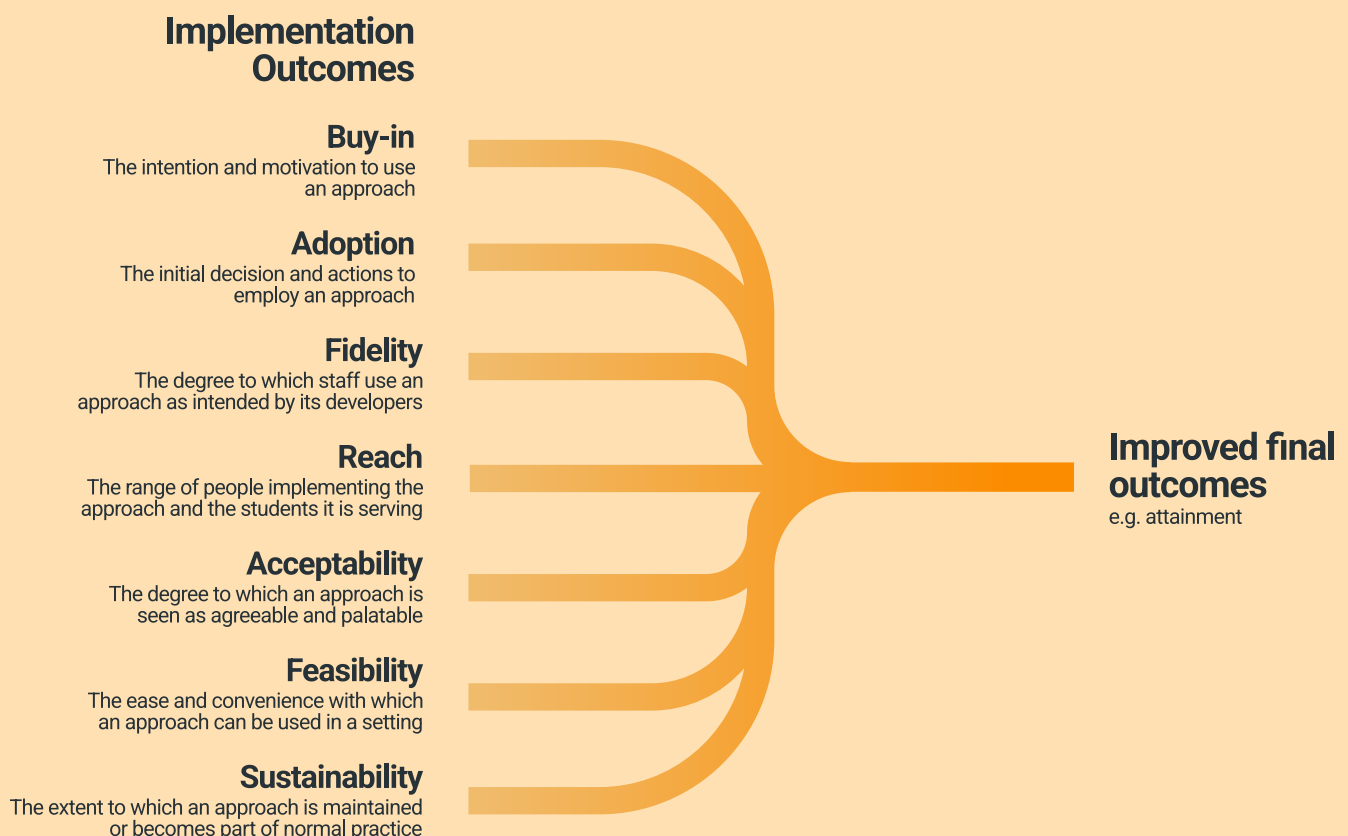 Implementation
Outcomes
Buy-in
The intention and motivation to use
an approach
Adoption
The initial decision and actions to
employ an approach
Fidelity
The degree to which staff use an
approach as intended by its developers
Reach
The range of people implementing the
approach and the students it is serving
Acceptability
The degree to which an approach is
seen as agreeable and palatable
Feasibility
The ease and convenience with which
an approach can be used in a setting
Sustainability
The extent to which an approach is maintained
or becomes part of normal practice
Improved final
outcomes
e.g. attainment